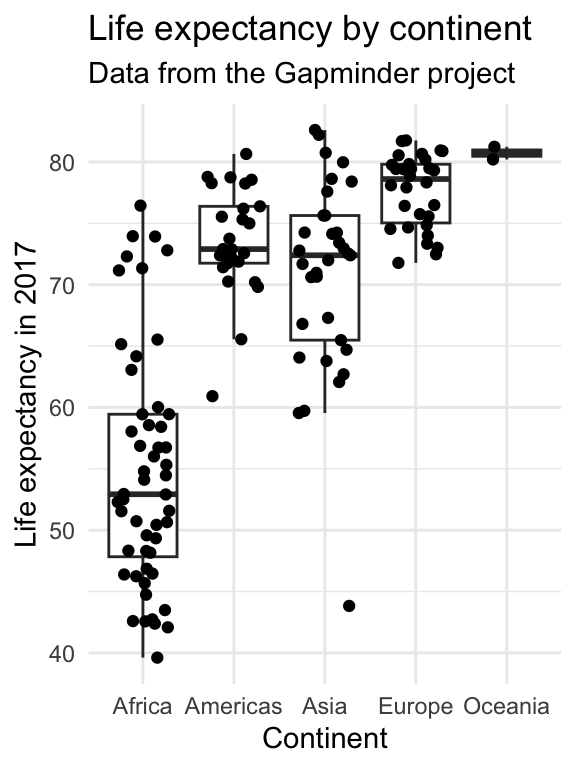 Life expectancy by continent
Data from the Gapminder project
Life expectancy in 2017
80
70
60
50
40
Africa Americas Asia Europe Oceania
Continent